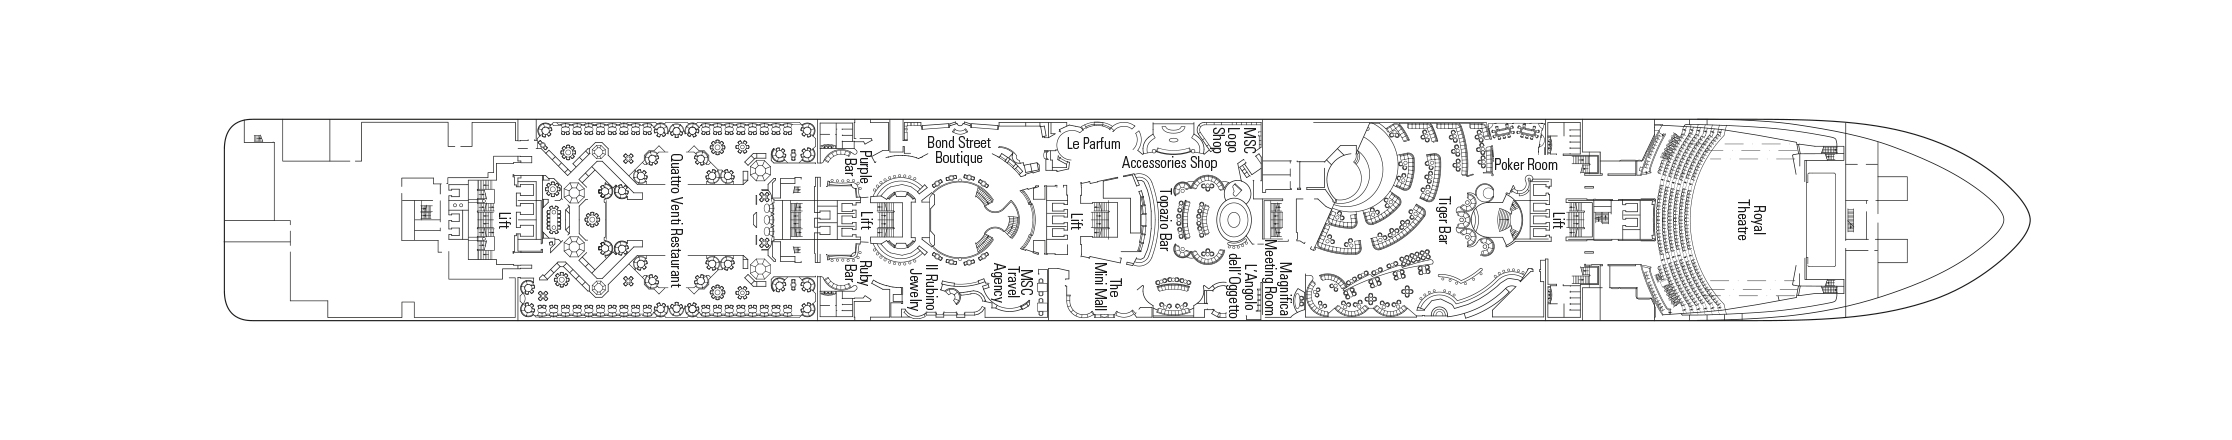 Lift
Quattro Venti Restaurant
Purple
Bar
Lift
Ruby
Bar
Bond Street
Boutique
Il Rubino
Jewelry
MSC
Travel
Agency
Le Parfum
Lift
The
Mini Mall
Accessories Shop
MSC
Logo
Shop
Topazio Bar
L'Angolo
dell'Oggetto
Magnifica
Meeting Room
Tiger Bar
Poker Room
Lift
Royal
Theatre